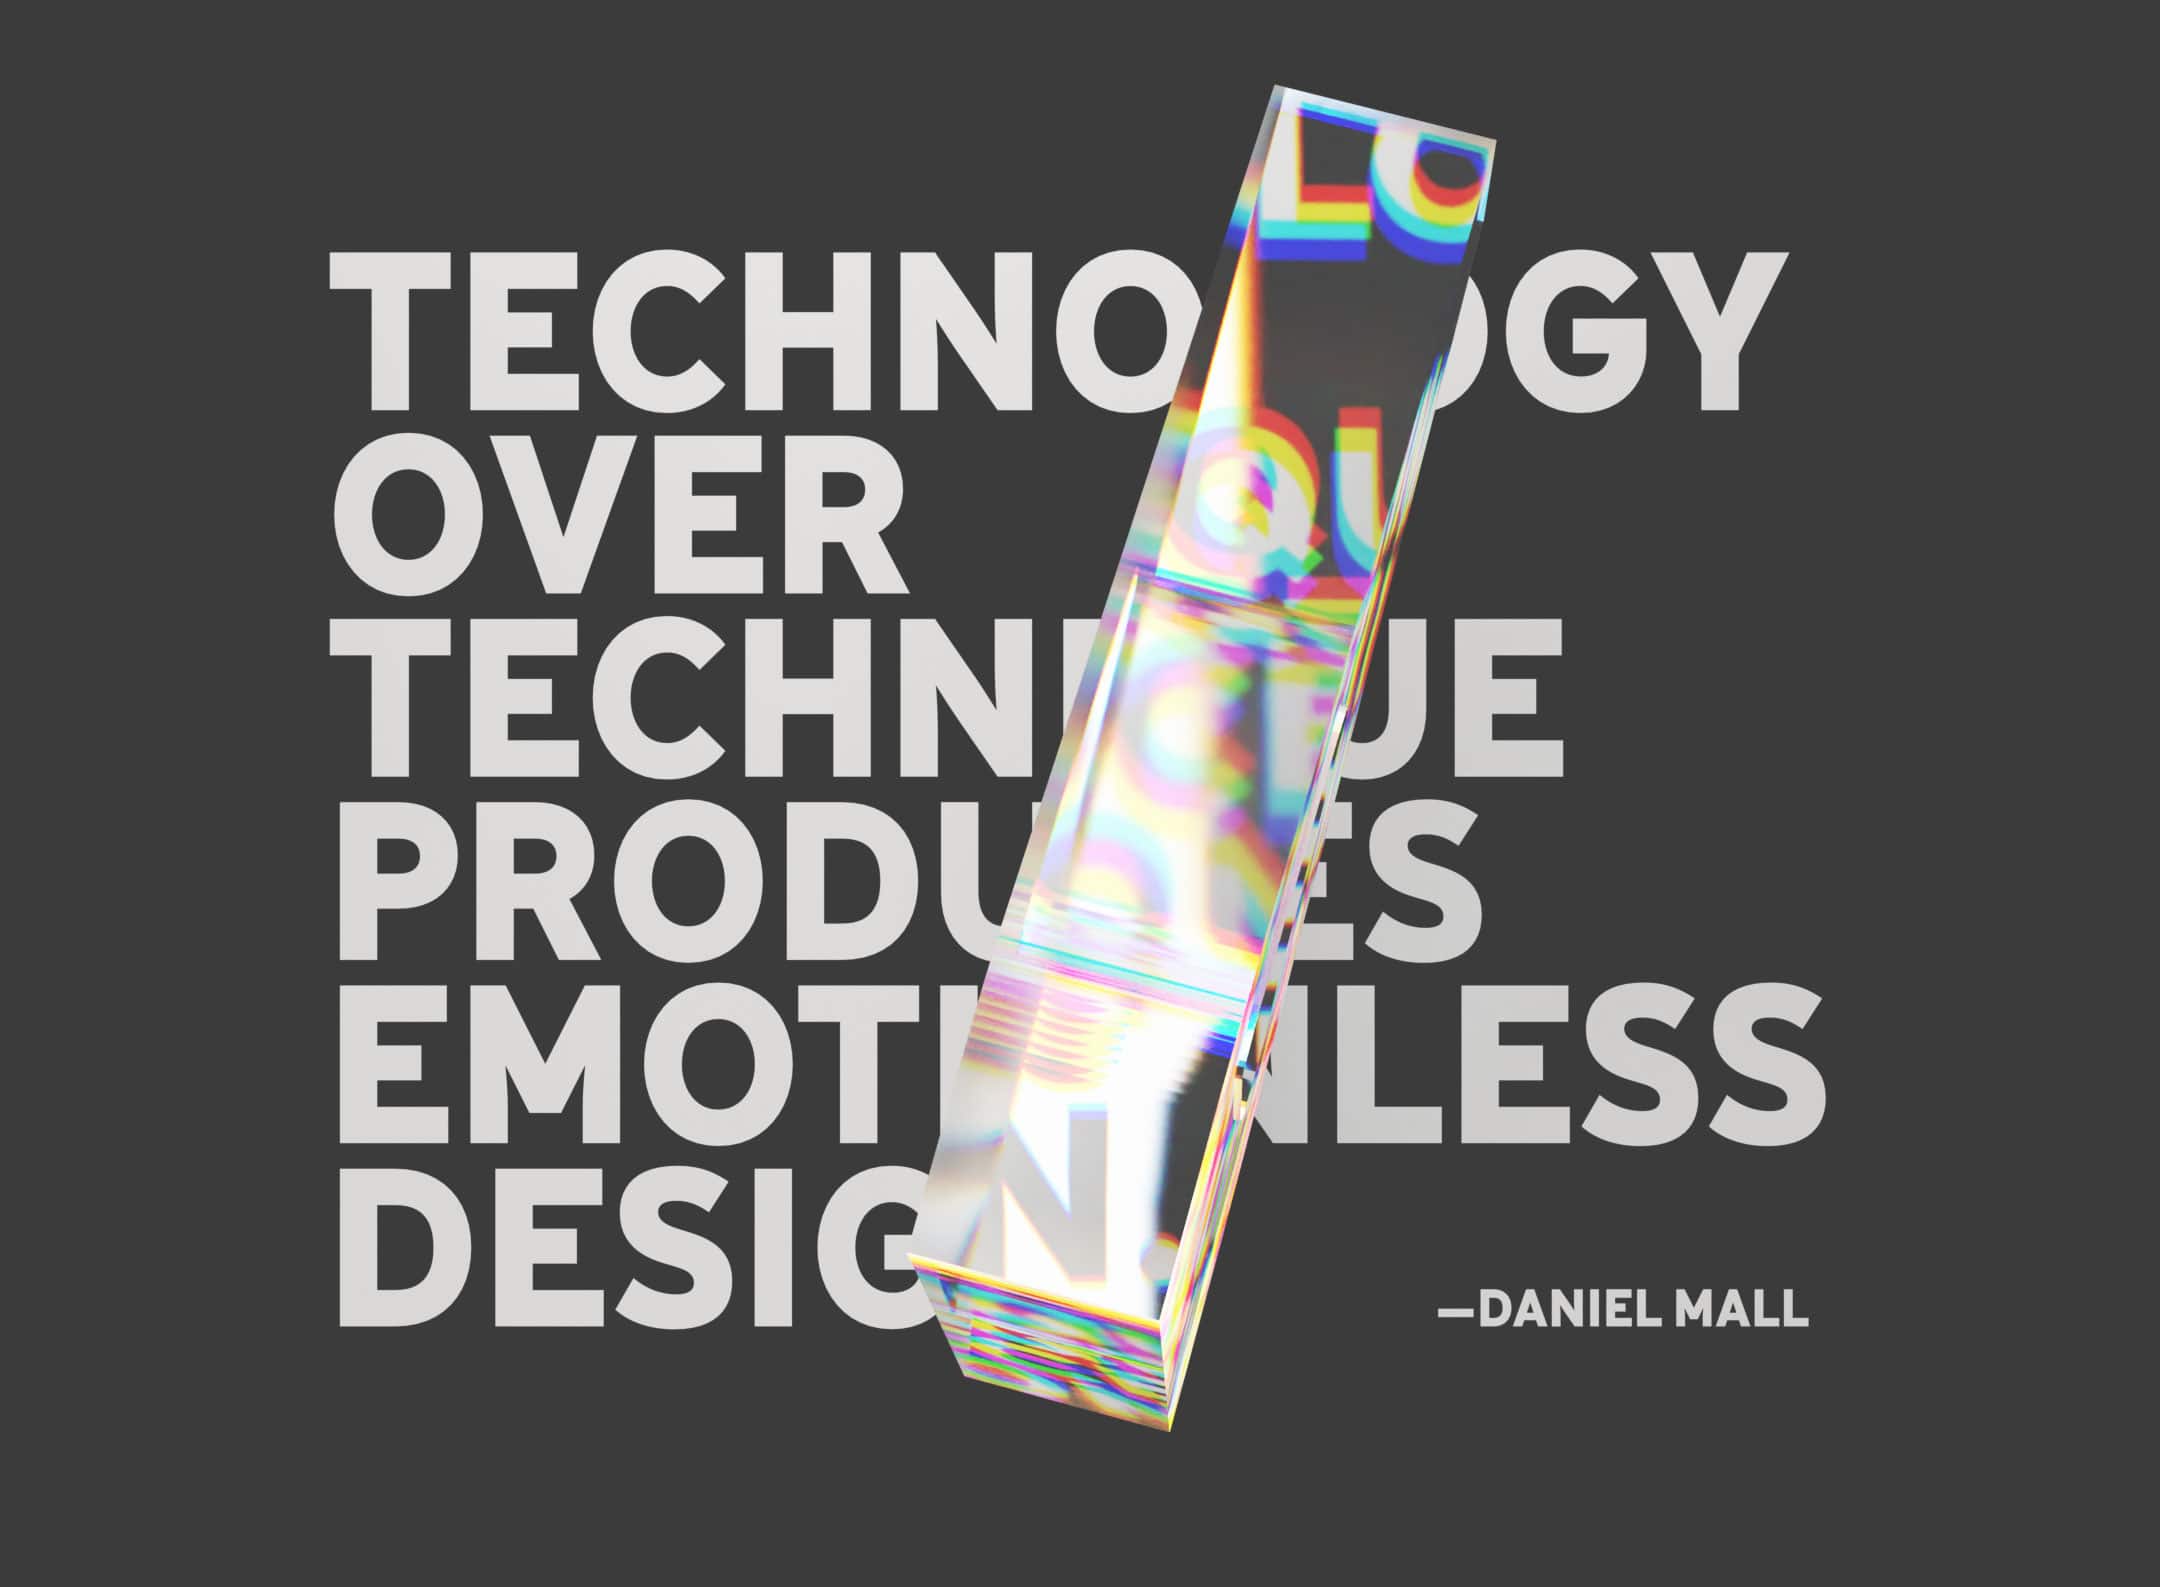 TECHNOLOGY
OVER
TECHNIQUE
PRODUCES
EMOTIONLESS
DESIGN.
—DANIEL MALL